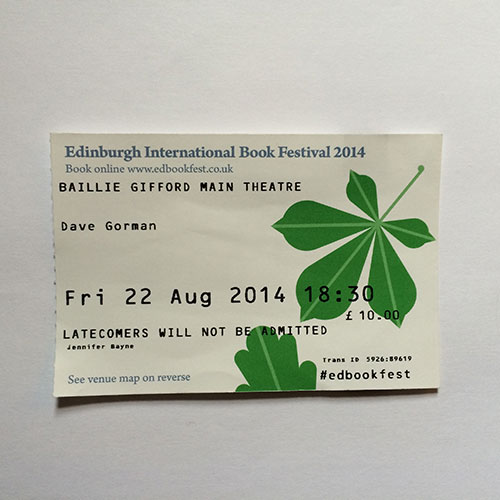 Edinburgh International Book Festival 2014
Book online www.edbookfest.co.uk
BAILLIE GIFFORD MAIN THEATRE
Dave Gorman
Fri 22 Aug 2014 18:30
£ 10.00
LATECOMERS WILL NOT BE ADMITTED
Jennifer Bayne
Trans ID 5926:89619
See venue map on reverse
#edbookfest